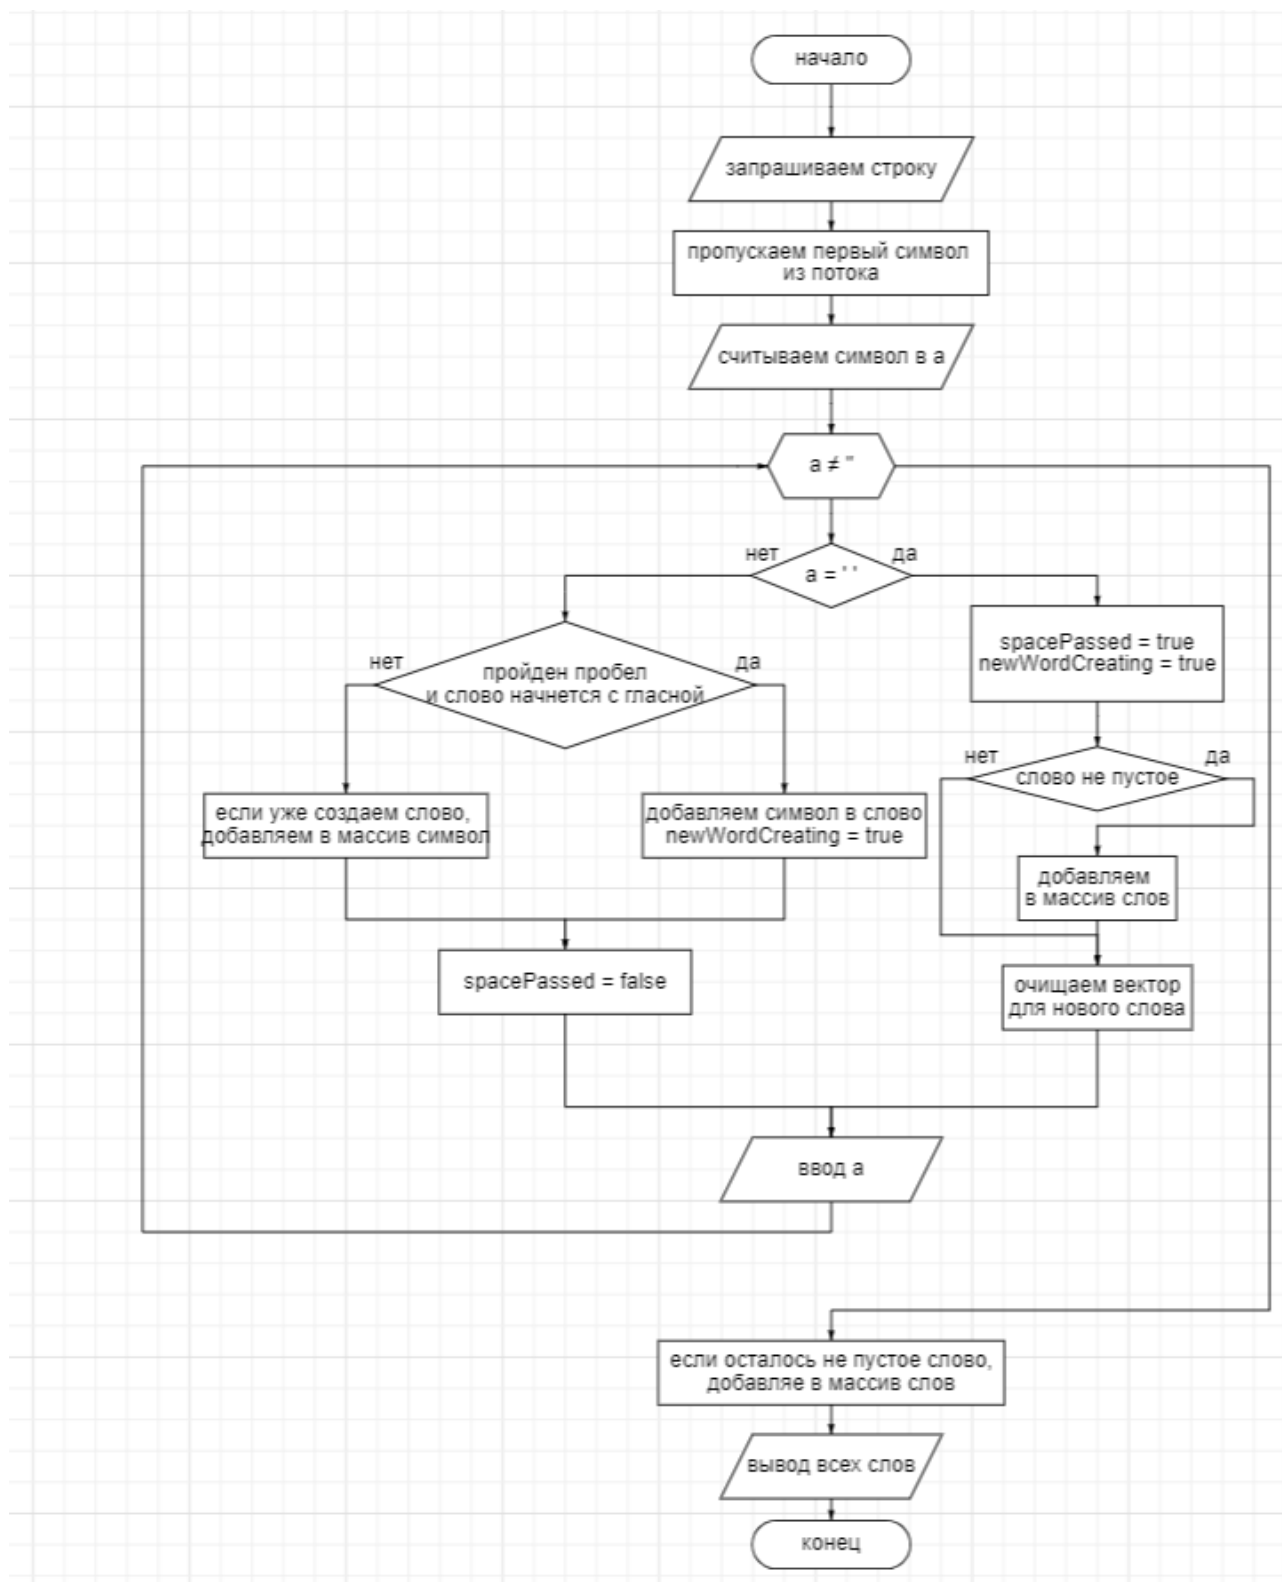 начало
запрашиваем строку
пропускаем первый символ
из потока
считываем символ в a
a ≠ "
нет
да
a = ' '
spacePassed = true
newWordCreating = true
нет
да
пройден пробел
и слово начнется с гласной
нет
да
слово не пустое
если уже создаем слово,
добавляем в массив символ
добавляем символ в слово
newWordCreating = true
добавляем
в массив слов
spacePassed = false
очищаем вектор
для нового слова
ввод a
если осталось не пустое слово,
добавляе в массив слов
вывод всех слов
конец